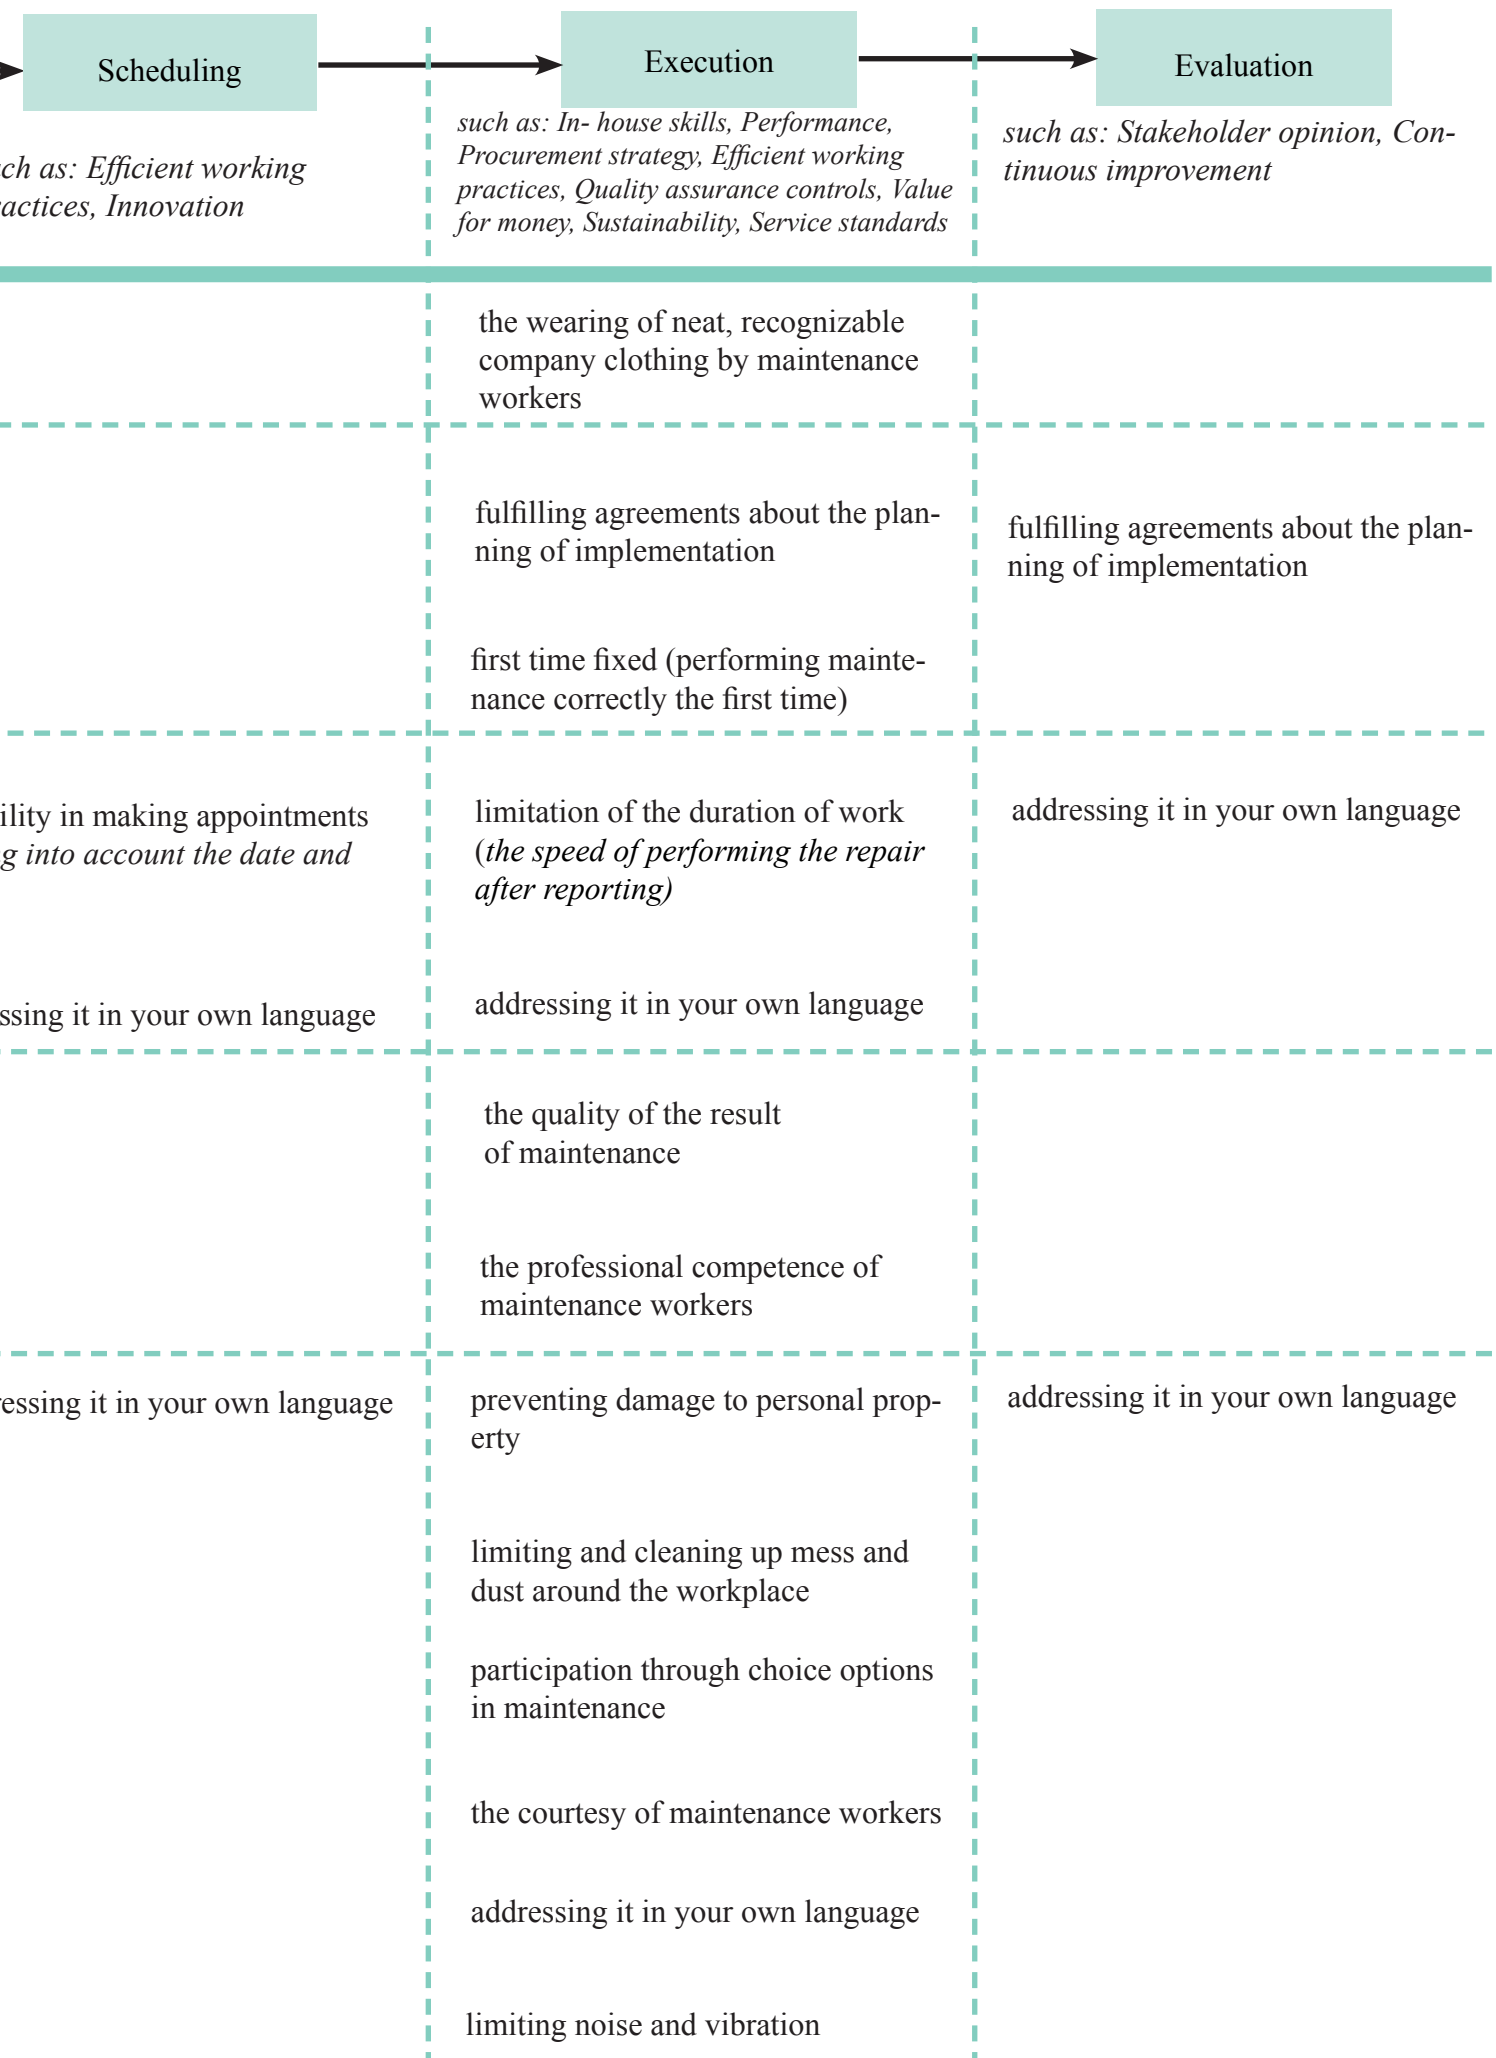 Scheduling
Execution
Evaluation
as: Efficient working
Innovation
such as: In- house skills, Performance,
Procurement strategy, Efficient working
practices, Quality assurance controls, Value
for money, Sustainability, Service standards
such as: Stakeholder opinion, Con-
tinuous improvement
the wearing of neat, recognizable
company clothing by maintenance
workers
fulfilling agreements about the plan-
ning of implementation
first time fixed (performing mainte-
nance correctly the first time)
fulfilling agreements about the plan-
ning of implementation
in making appointments
into account the date and
it in your own language
limitation of the duration of work
(the speed of performing the repair
after reporting)
addressing it in your own language
addressing it in your own language
the quality of the result
of maintenance
the professional competence of
maintenance workers
it in your own language
preventing damage to personal prop-
erty
limiting and cleaning up mess and
dust around the workplace
participation through choice options
in maintenance
the courtesy of maintenance workers
addressing it in your own language
limiting noise and vibration
addressing it in your own language